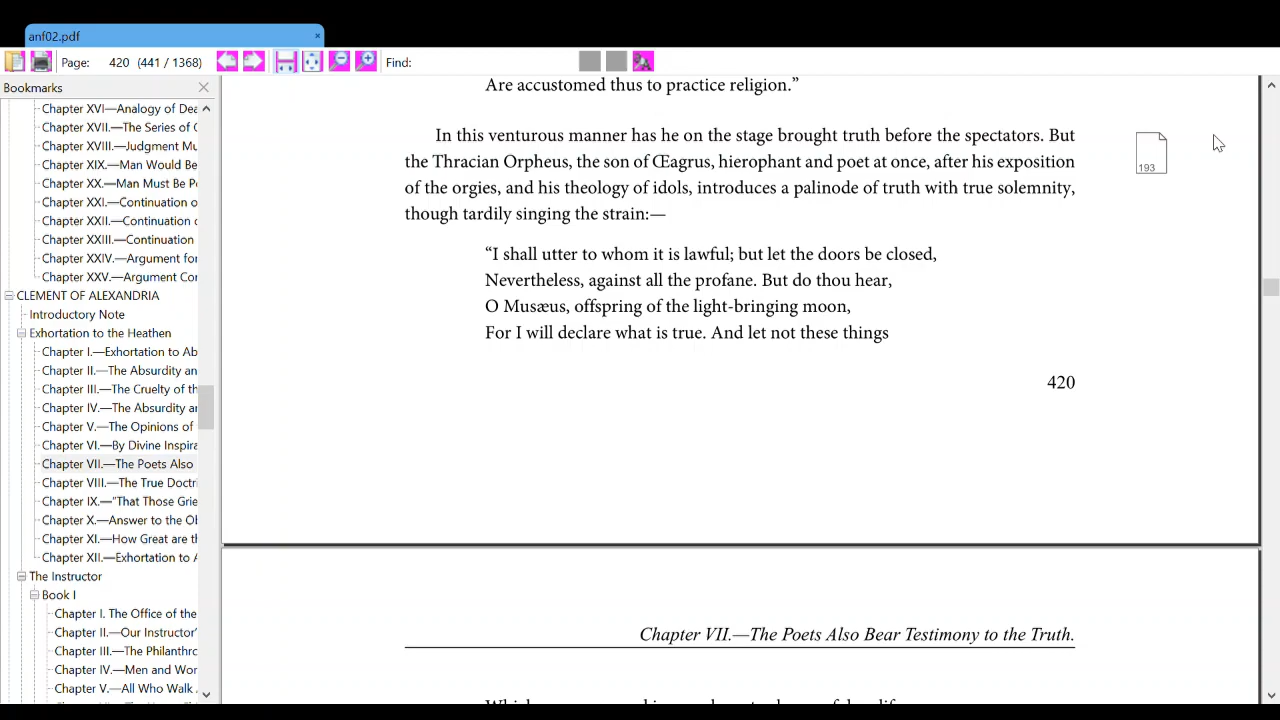 anf02.pdf
×
Page: 420 (441 / 1368) Find:
Bookmarks
Chapter XVI—Analogy of Dea
Chapter XVII.—The Series of C
Chapter XVIII.—Judgment Mu
Chapter XIX.—Man Would Be
Chapter XX.—Man Must Be Po
Chapter XXI.—Continuation o
Chapter XXII.—Continuation o
Chapter XXIII.—Continuation
Chapter XXIV.—Argument for
Chapter XXV.—Argument Con
CLEMENT OF ALEXANDRIA
Introductory Note
Exhortation to the Heathen
Chapter I.—Exhortation to Ab
Chapter II.—The Absurdity an
Chapter III.—The Cruelty of th
Chapter IV.—The Absurdity an
Chapter V.—The Opinions of
Chapter VI.—By Divine Inspira
Chapter VII.—The Poets Also
Chapter VIII.—The True Doctri
Chapter IX.—"That Those Grie
Chapter X.—Answer to the Ob
Chapter XI.—How Great are th
Chapter XII.—Exhortation to A
The Instructor
Book I
Chapter I. The Office of the
Chapter II.—Our Instructor'
Chapter III.—The Philanthro
Chapter IV.—Men and Wor
Chapter V.—All Who Walk
Are accustomed thus to practice religion.”
In this venturous manner has he on the stage brought truth before the spectators. But
the Thracian Orpheus, the son of Œagrus, hierophant and poet at once, after his exposition
of the orgies, and his theology of idols, introduces a palinode of truth with true solemnity,
though tardily singing the strain:—
193
“I shall utter to whom it is lawful; but let the doors be closed,
Nevertheless, against all the profane. But do thou hear,
O Musæus, offspring of the light-bringing moon,
For I will declare what is true. And let not these things
420
Chapter VII.—The Poets Also Bear Testimony to the Truth.